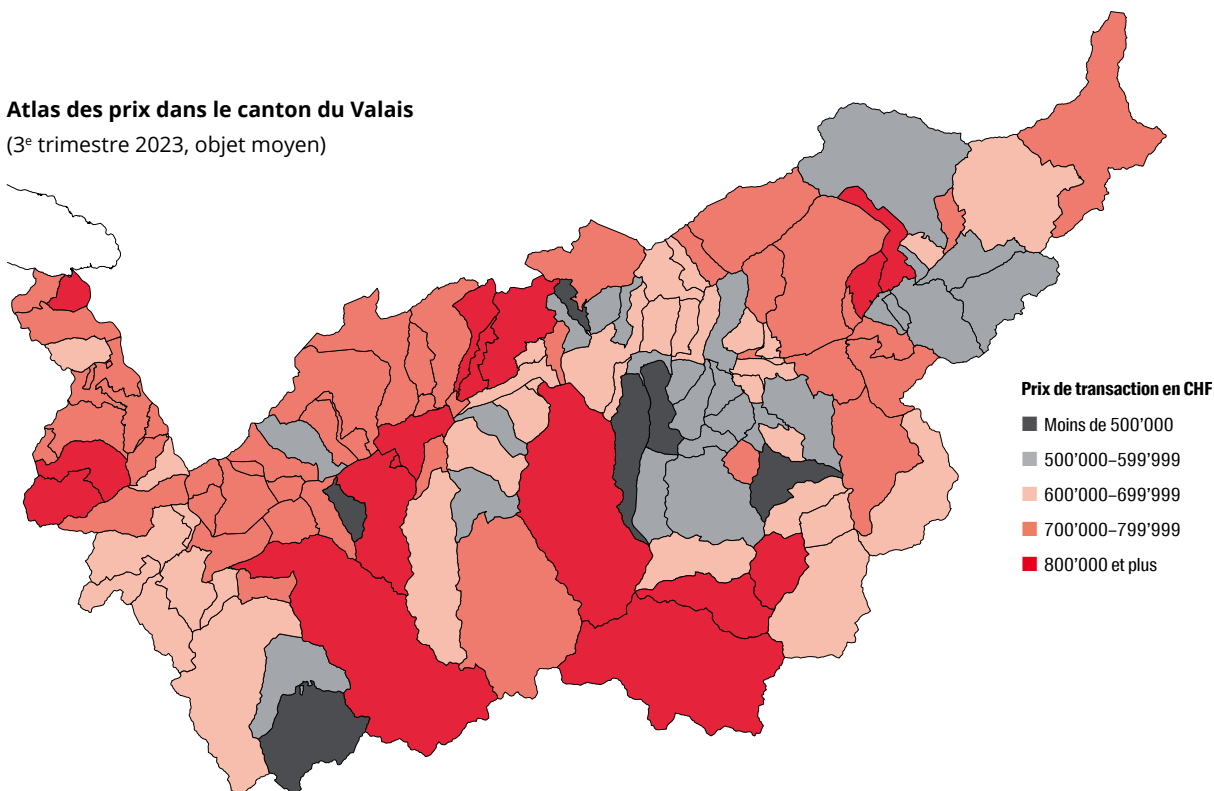 Atlas des prix dans le canton du Valais
(3e trimestre 2023, objet moyen)
Prix de transaction en CHF
Moins de 500'000
500'000–599'999
600'000–699'999
700'000–799'999
800'000 et plus